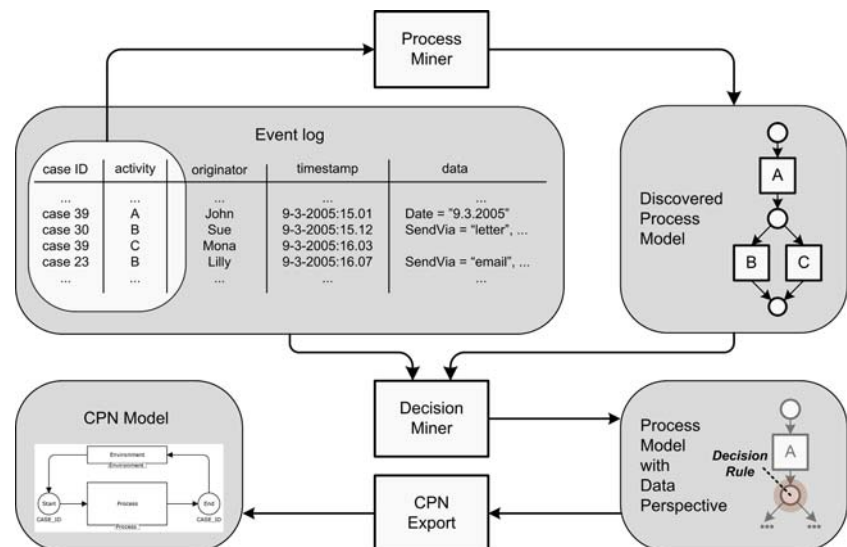 Process
Miner
Event log
case ID activity originator timestamp data
... ... ... ... ...
case 39 A John 9-3-2005:15.01 Date = "9.3.2005"
case 30 B Sue 9-3-2005:15.12 SendVia = "letter", ...
case 39 C Mona 9-3-2005:16.03
case 23 B Lilly 9-3-2005:16.07 SendVia = "email", ...
... ... ... ... ...
Discovered
Process
Model
A
B C
CPN Model
Environment
Environment
Start
Process
End
CASE_ID
Process
CASE_ID
Decision
Miner
CPN
Export
Process
Model
with
Data
Perspective
A
Decision
Rule
... ...